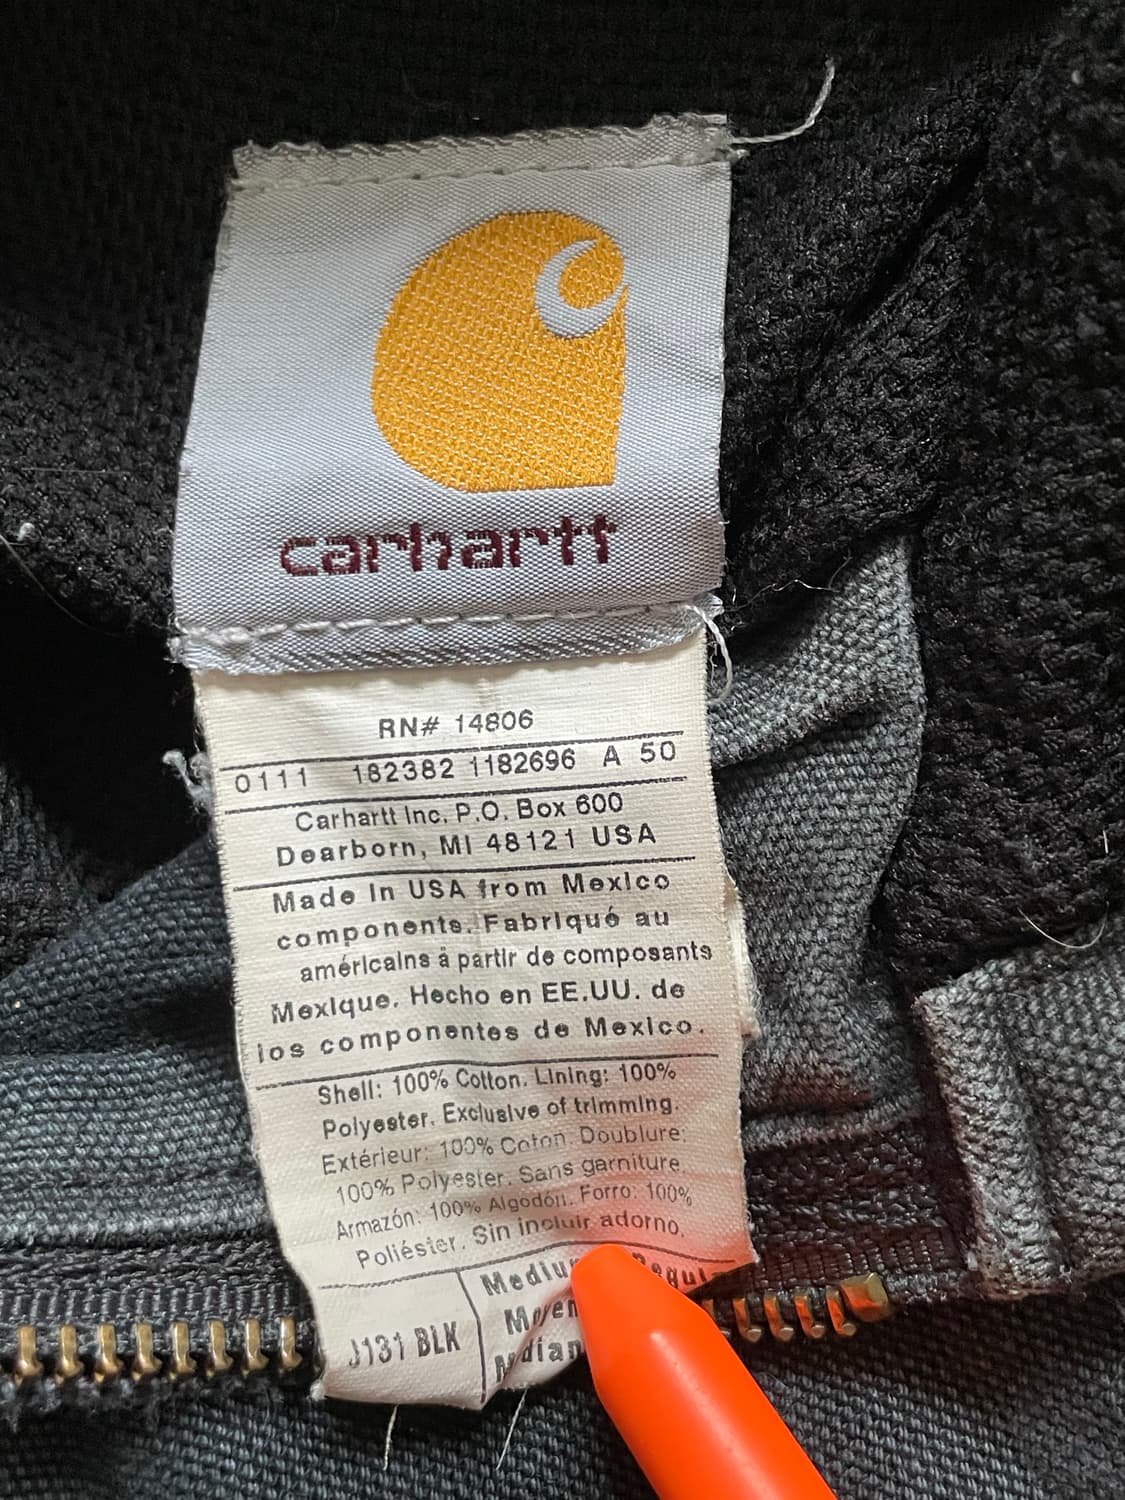 carhartt
RN# 14806
0111 182382 1182696 A 50
Carhartt Inc. P.O. Box 600
Dearborn, MI 48121 USA
Made In USA from Mexico
components. Fabriqué au
américains à partir de composants
Mexique. Hecho en EE.UU. de
los componentes de Mexico.
Shell: 100% Cotton. Lining: 100%
Polyester. Exclusive of trimming.
Extérieur: 100% Coton. Doublure:
100% Polyester. Sans garniture.
Armazón: 100% Algodón. Forro: 100%
Poliéster. Sin incluir adorno.
J131 BLK